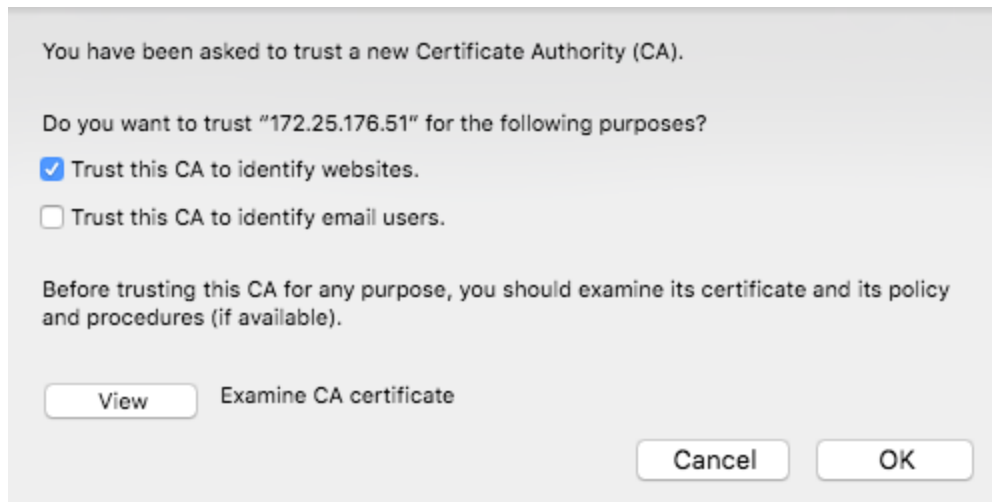 You have been asked to trust a new Certificate Authority (CA).
Do you want to trust “172.25.176.51” for the following purposes?
Trust this CA to identify websites.
Trust this CA to identify email users.
Before trusting this CA for any purpose, you should examine its certificate and its policy
and procedures (if available).
View Examine CA certificate
Cancel OK